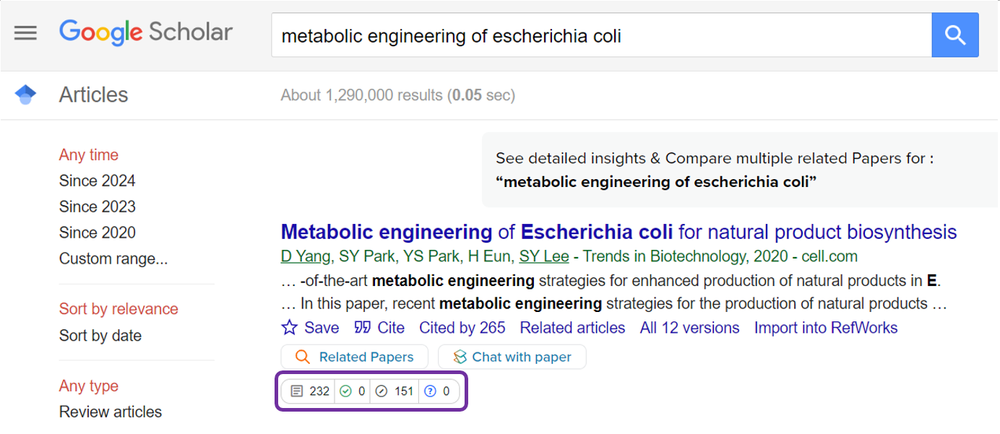 Google Scholar
metabolic engineering of escherichia coli
Articles
About 1,290,000 results (0.05 sec)
Any time
Since 2024
Since 2023
Since 2020
Custom range...
Sort by relevance
Sort by date
Any type
Review articles
See detailed insights & Compare multiple related Papers for :
“metabolic engineering of escherichia coli”
Metabolic engineering of Escherichia coli for natural product biosynthesis
D Yang, SY Park, YS Park, H Eun, SY Lee - Trends in Biotechnology, 2020 - cell.com
… -of-the-art metabolic engineering strategies for enhanced production of natural products in E.
… In this paper, recent metabolic engineering strategies for the production of natural products …
Save Cite Cited by 265 Related articles All 12 versions Import into RefWorks
Related Papers Chat with paper
232 0 151 ? 0